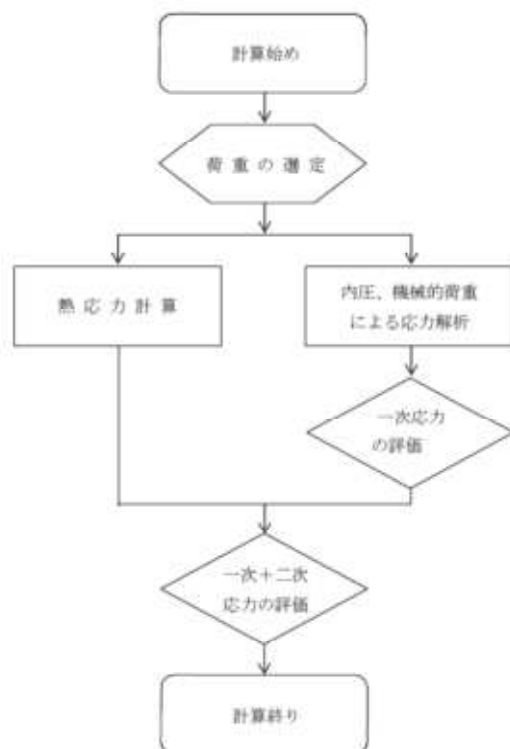 計算始め
荷重の選定
熱応力計算
内圧、機械的荷重
による応力解析
一次応力
の評価
一次＋二次
応力の評価
計算終り